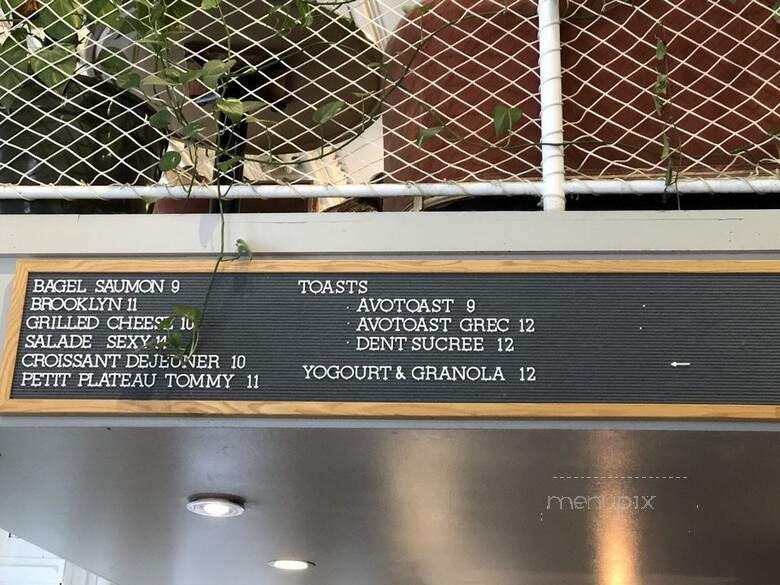 BAGEL SAUMON 9
BROOKLYN 11
GRILLED CHEESE 10
SALADE SEXY
CROISSANT DEJEUNER 10
PETIT PLATEAU TOMMY 11
TOASTS
· AVOTOAST 9
· AVOTOAST GREC 12
· DENT SUCREE 12
YOGOURT & GRANOLA 12
menupix